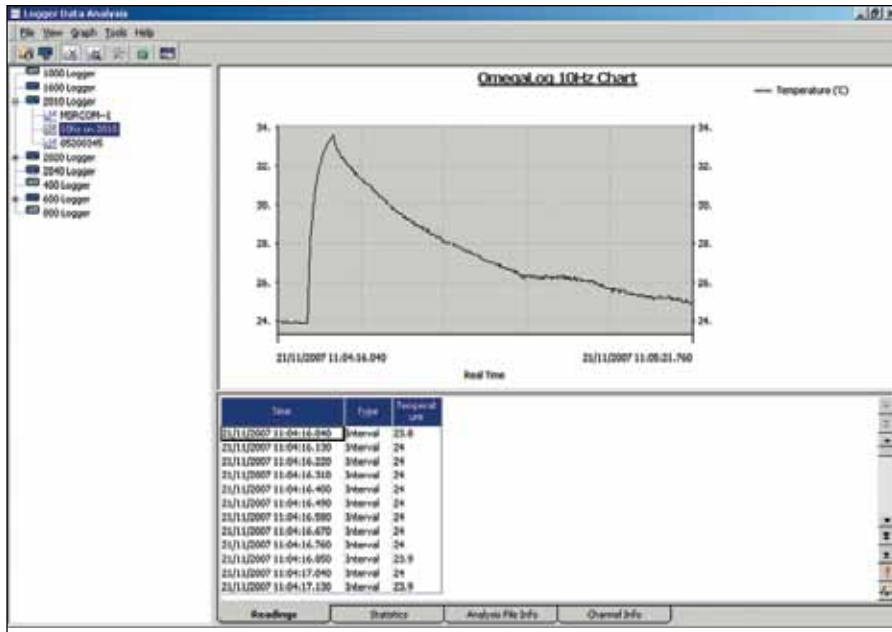 Logger Data Analysis
File View Graph Tools Help
1000 Logger
1600 Logger
2010 Logger
MSRCOM~1
10hz on 2010
05200345
2020 Logger
2040 Logger
400 Logger
600 Logger
800 Logger
OmegaLog 10Hz Chart
Temperature (°C)
34. 34.
32. 32.
30. 30.
28. 28.
26. 26.
24. 24.
21/11/2007 11:04:16.040 21/11/2007 11:05:21.760
Real Time
Time Type Temperat
ure
21/11/2007 11:04:16.040 Interval 23.8
21/11/2007 11:04:16.130 Interval 24
21/11/2007 11:04:16.220 Interval 24
21/11/2007 11:04:16.310 Interval 24
21/11/2007 11:04:16.400 Interval 24
21/11/2007 11:04:16.490 Interval 24
21/11/2007 11:04:16.580 Interval 24
21/11/2007 11:04:16.670 Interval 24
21/11/2007 11:04:16.760 Interval 24
21/11/2007 11:04:16.850 Interval 23.9
21/11/2007 11:04:17.040 Interval 24
21/11/2007 11:04:17.130 Interval 23.9
Readings Statistics Analysis File Info Channel Info